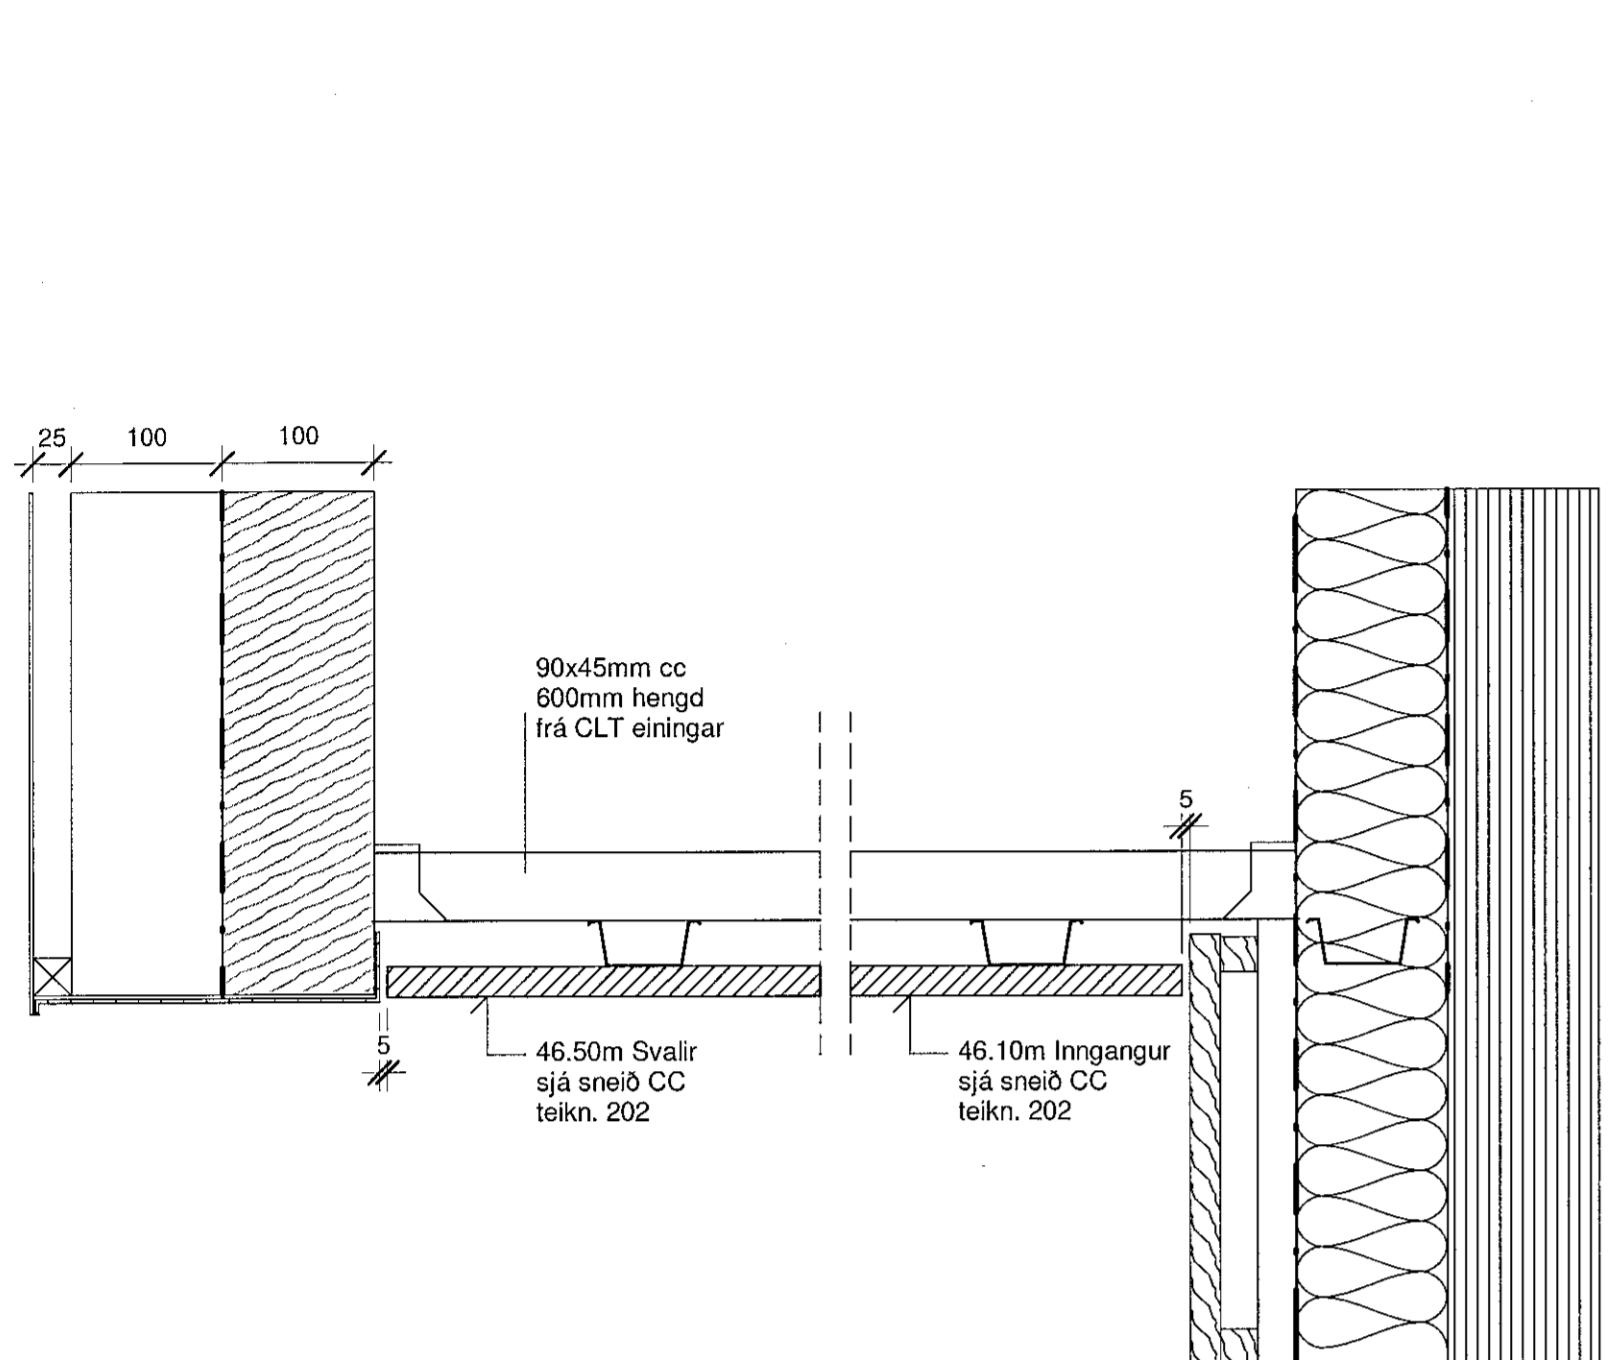 25
100
100
90x45mm cc
600mm hengd
frá CLT einingar
5
5
46.50m Svalir
sjá sneið CC
teikn. 202
46.10m Inngangur
sjá sneið CC
teikn. 202